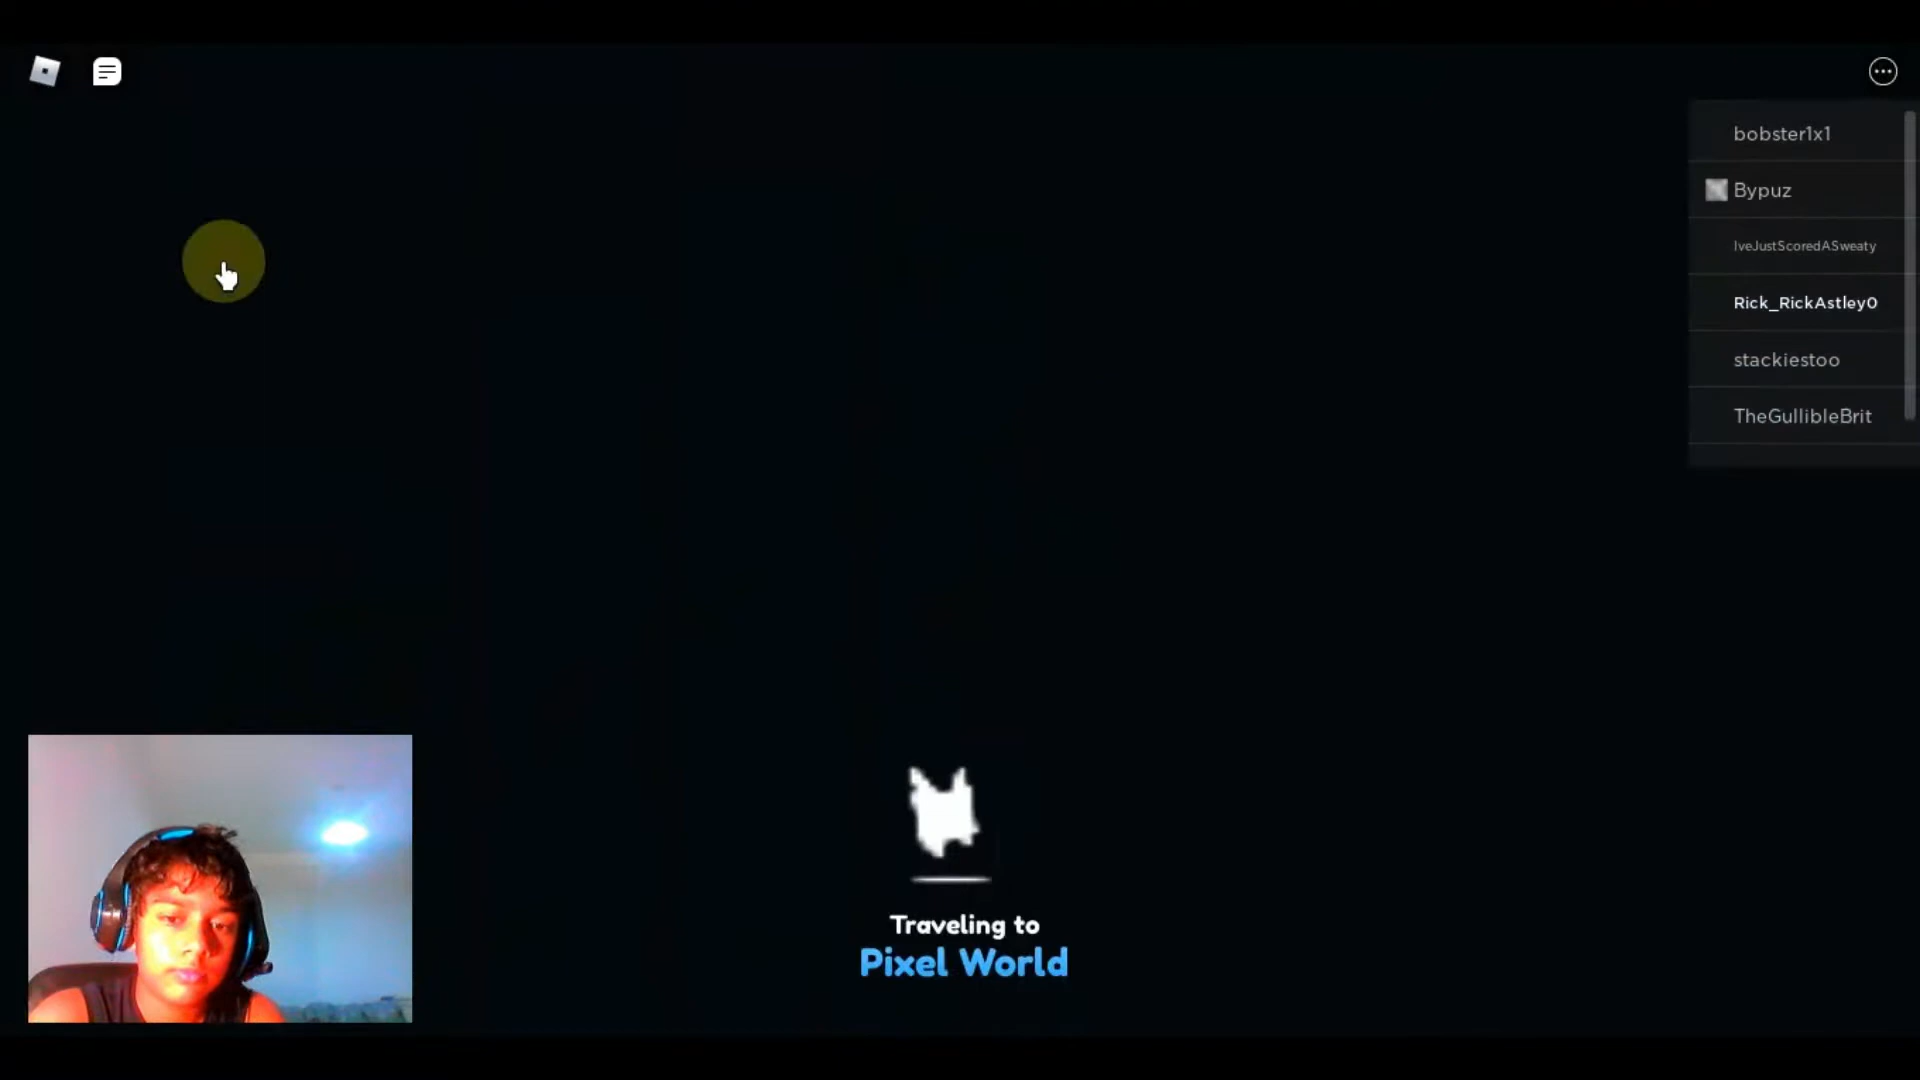 bobster1x1
Bypuz
IveJustScoredASweaty
Rick_RickAstley0
stackiestoo
TheGullibleBrit
Traveling to
Pixel World